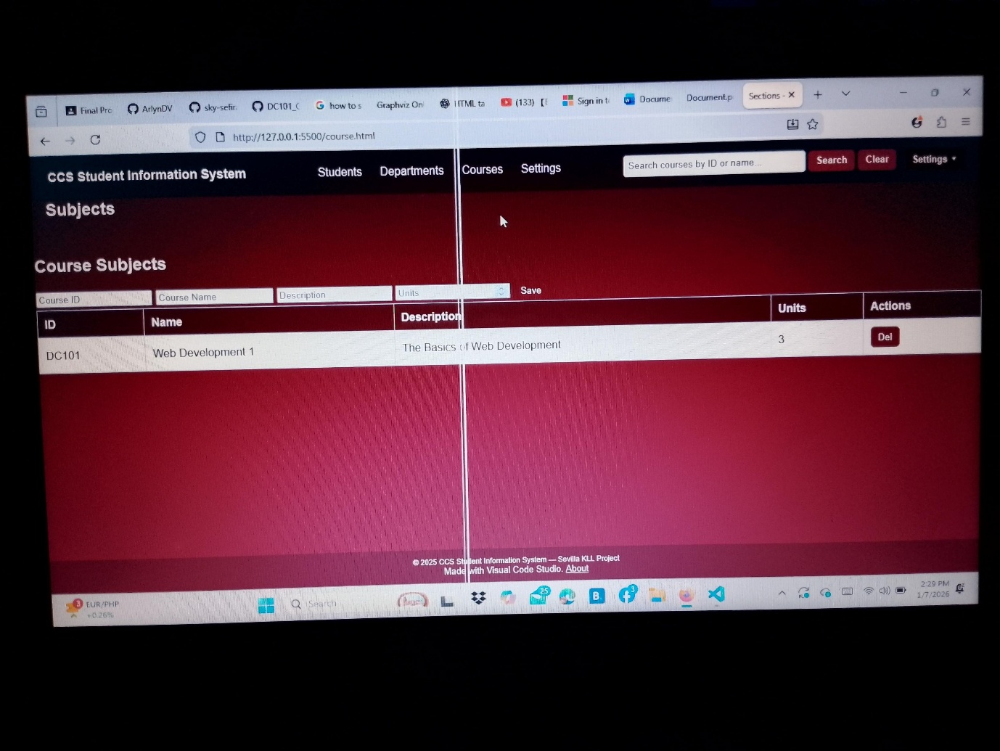 Final Pro
ArlynDV
sky-sefir
DC101_C
how to s
Graphviz Onl
HTML ta
(133)
Sign in t
Docume
Document.p
Sections -
http://127.0.0.1:5500/course.html
CCS Student Information System
Students
Departments
Courses
Settings
Search courses by ID or name...
Search
Clear
Settings
Subjects
Course Subjects
Course ID
Course Name
Description
Units
Save
ID
Name
Description
Units
Actions
DC101
Web Development 1
The Basics of Web Development
3
Del
© 2025 CCS Student Information System — Sevilla KLL Project
Made with Visual Code Studio. About
3
EUR/PHP
+0.26%
Search
25
B.
3
2:29 PM
1/7/2026